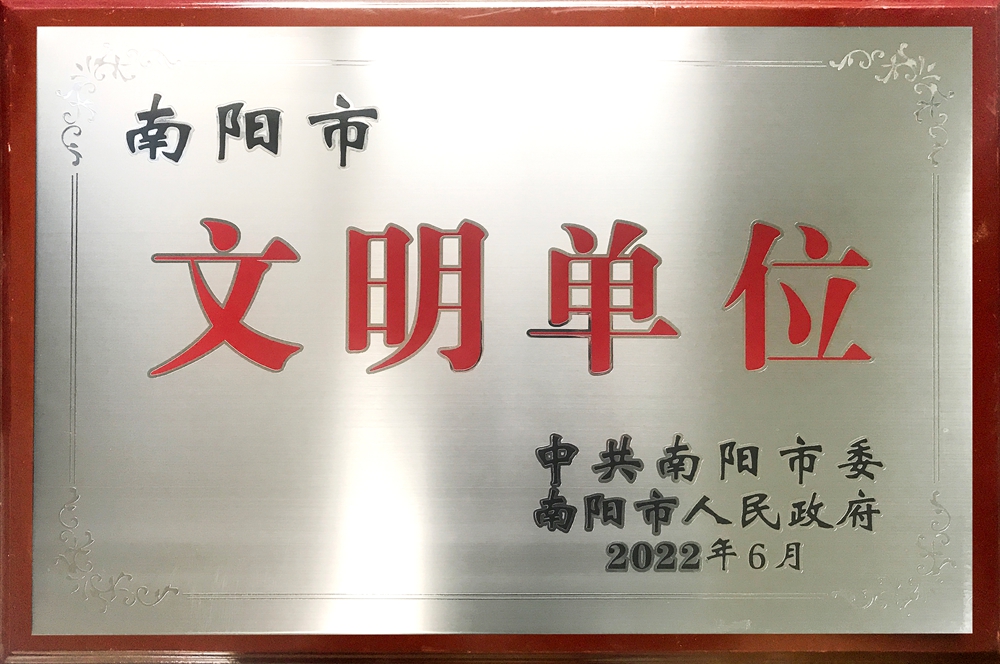 南阳市
文明单位
中共南阳市委
南阳市人民政府
2022年6月